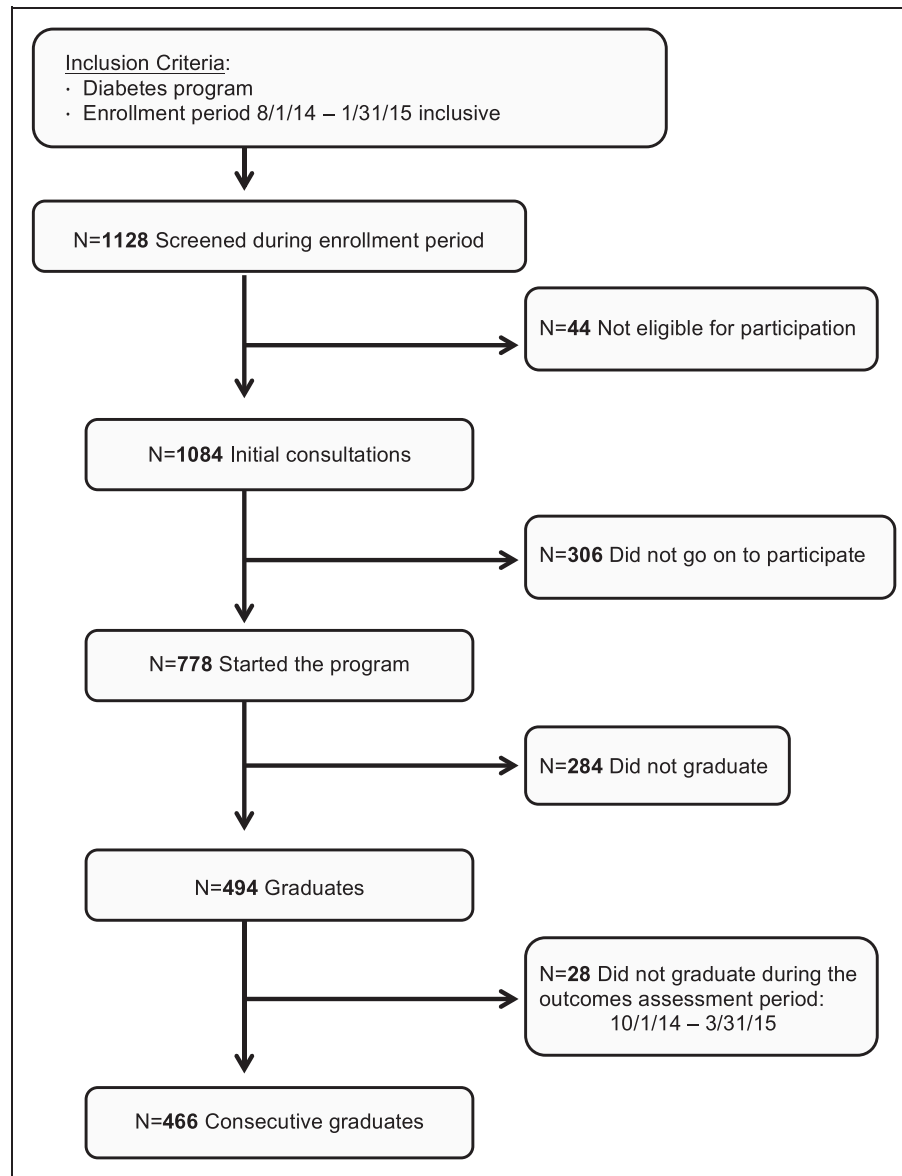 Inclusion Criteria:
· Diabetes program
· Enrollment period 8/1/14 – 1/31/15 inclusive
N=1128 Screened during enrollment period
N=44 Not eligible for participation
N=1084 Initial consultations
N=306 Did not go on to participate
N=778 Started the program
N=284 Did not graduate
N=494 Graduates
N=28 Did not graduate during the
outcomes assessment period:
10/1/14 – 3/31/15
N=466 Consecutive graduates